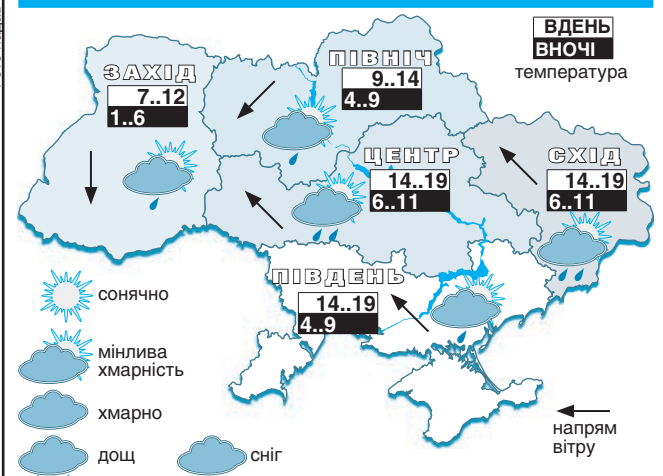 ВДЕНЬ
ВНОЧІ
температура
ПІВНІЧ
9..14
4..9
ЗАХІД
7..12
1..6
ЦЕНТР
14..19
6..11
СХІД
14..19
6..11
ПІВДЕНЬ
14..19
4..9
сонячно
мінлива
хмарність
хмарно
дощ
сніг
напрям
вітру